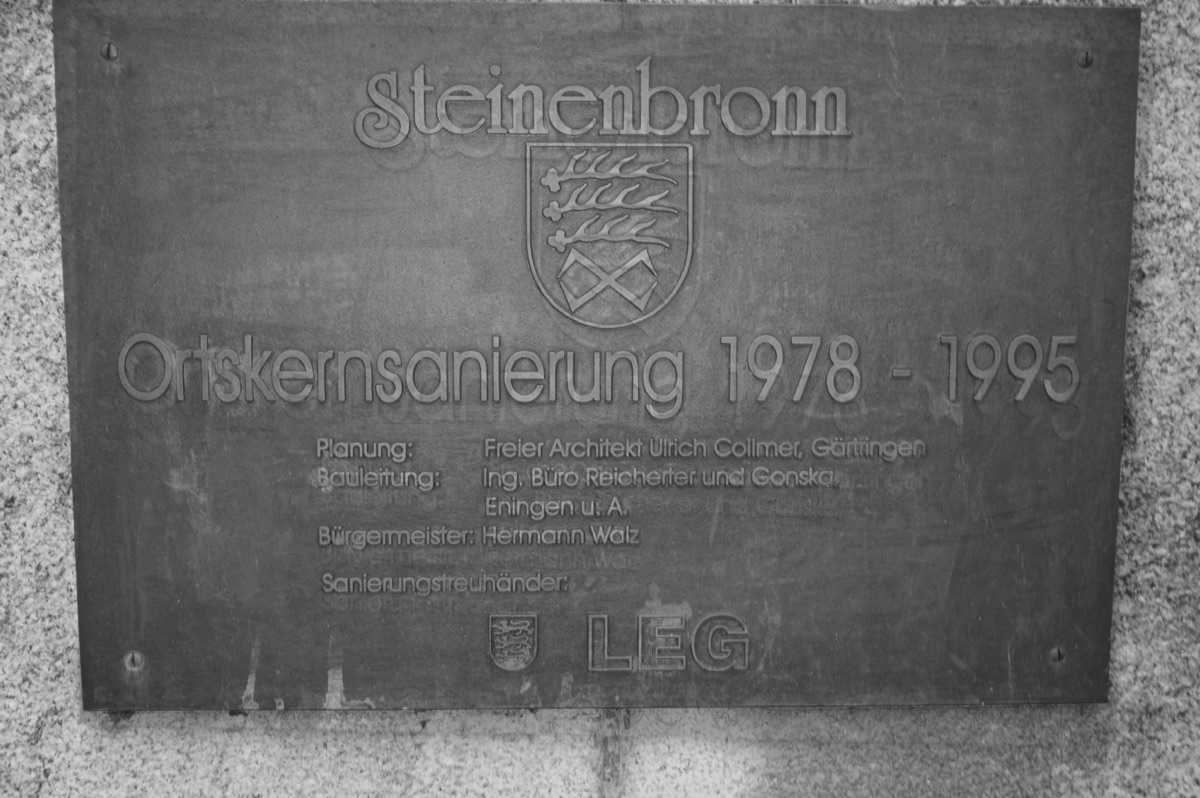 Steinenbronn
Ortskernsanierung 1978 - 1995
Planung: Freier Architekt Ulrich Collmer, Gärtringen
Bauleitung: Ing. Büro Reicherter und Gonska,
Eningen u. A.
Bürgermeister: Hermann Walz
Sanierungstreuhänder:
LEG